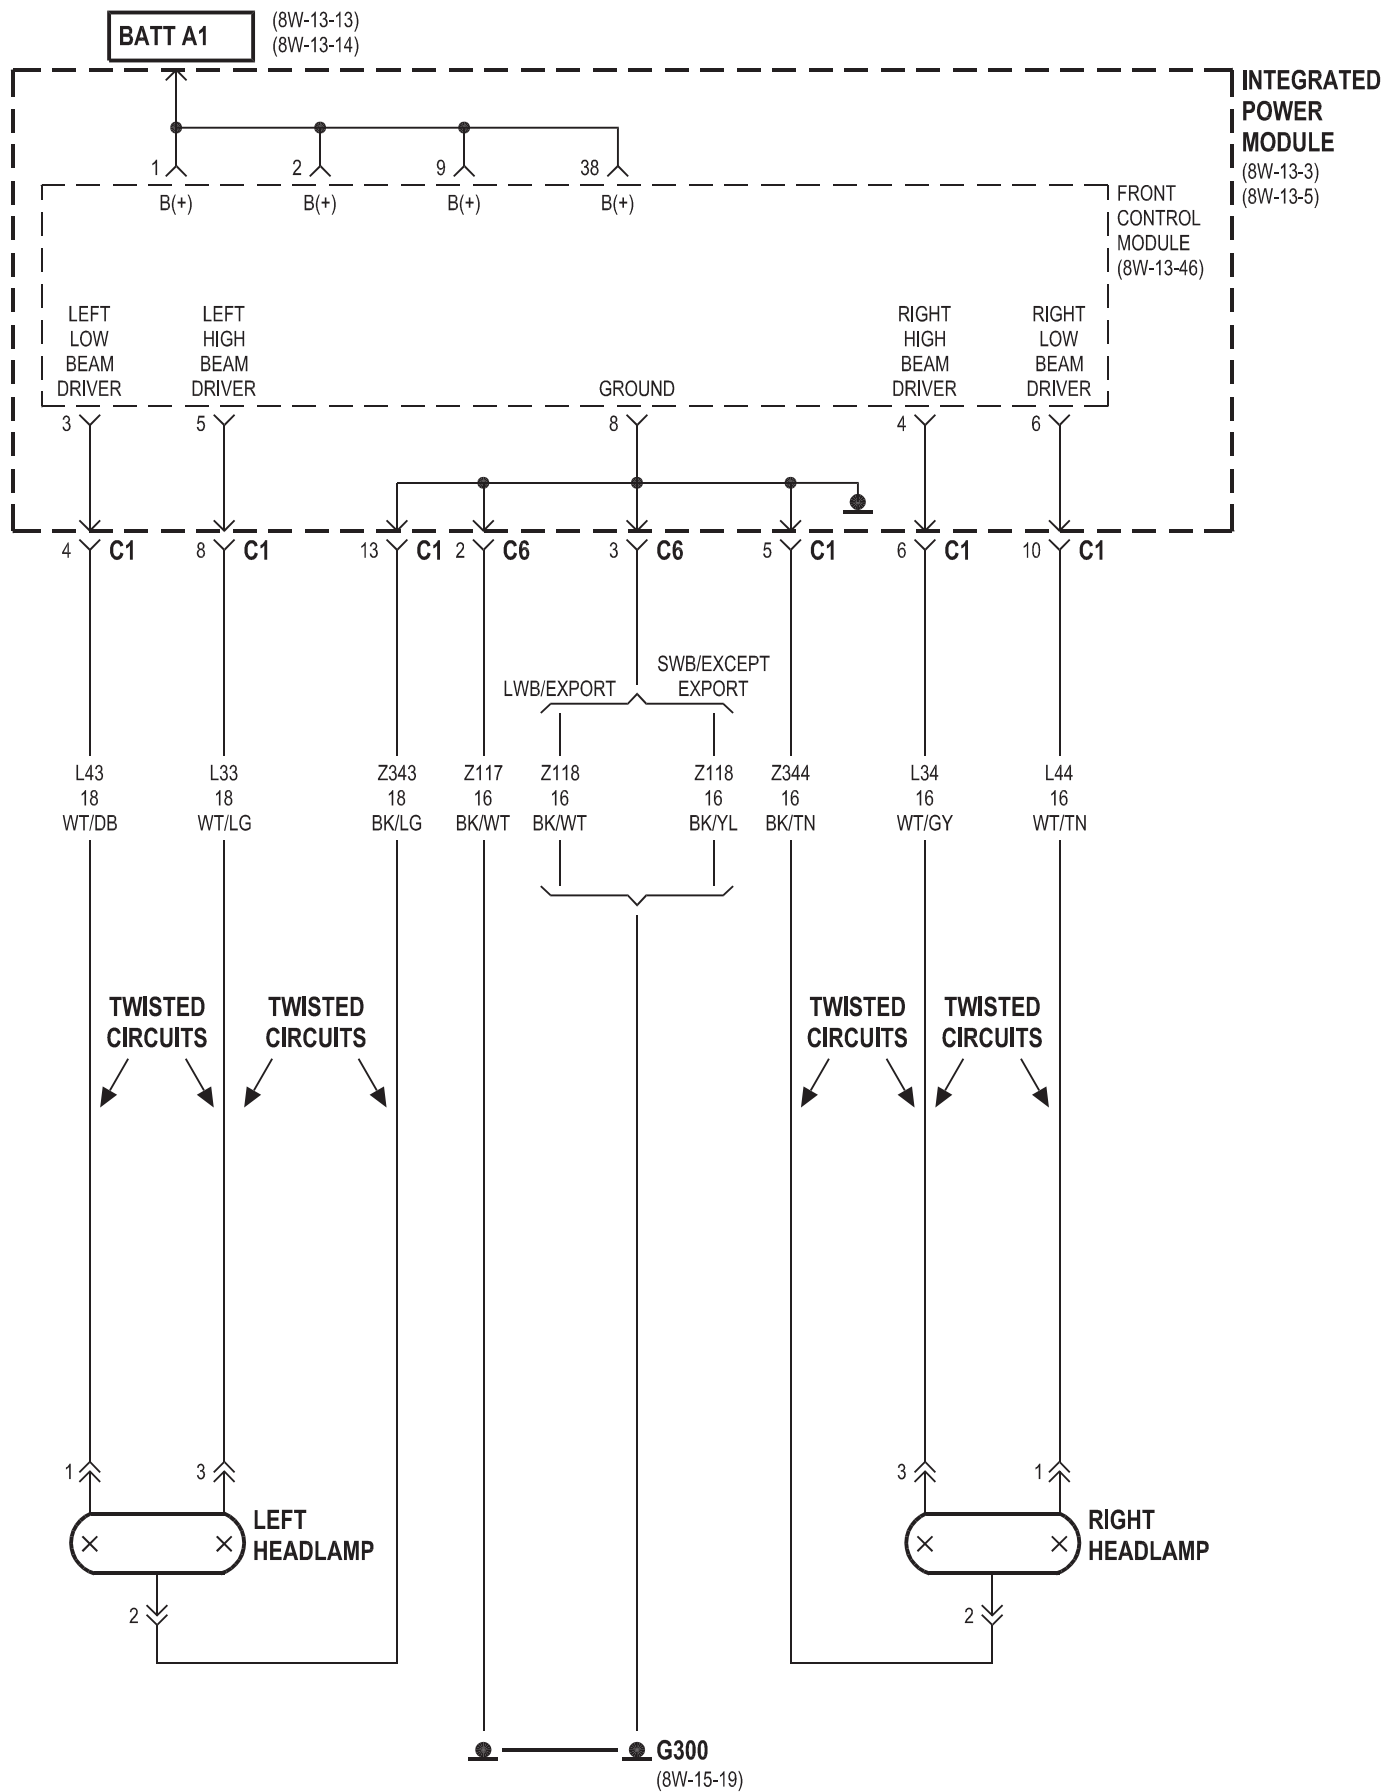 BATT A1
(8W-13-13)
(8W-13-14)
INTEGRATED
POWER
MODULE
(8W-13-3)
(8W-13-5)
1
2
9
38
B(+)
B(+)
B(+)
B(+)
FRONT
CONTROL
MODULE
(8W-13-46)
LEFT
LOW
BEAM
DRIVER
LEFT
HIGH
BEAM
DRIVER
GROUND
RIGHT
HIGH
BEAM
DRIVER
RIGHT
LOW
BEAM
DRIVER
3
5
8
4
6
4 C1
8 C1
13 C1
2 C6
3 C6
5 C1
6 C1
10 C1
LWB/EXPORT
SWB/EXCEPT
EXPORT
L43
18
WT/DB
L33
18
WT/LG
Z343
18
BK/LG
Z117
16
BK/WT
Z118
16
BK/WT
Z118
16
BK/YL
Z344
16
BK/TN
L34
16
WT/GY
L44
16
WT/TN
TWISTED
CIRCUITS
TWISTED
CIRCUITS
TWISTED
CIRCUITS
TWISTED
CIRCUITS
1
3
LEFT
HEADLAMP
2
3
1
RIGHT
HEADLAMP
2
G300
(8W-15-19)